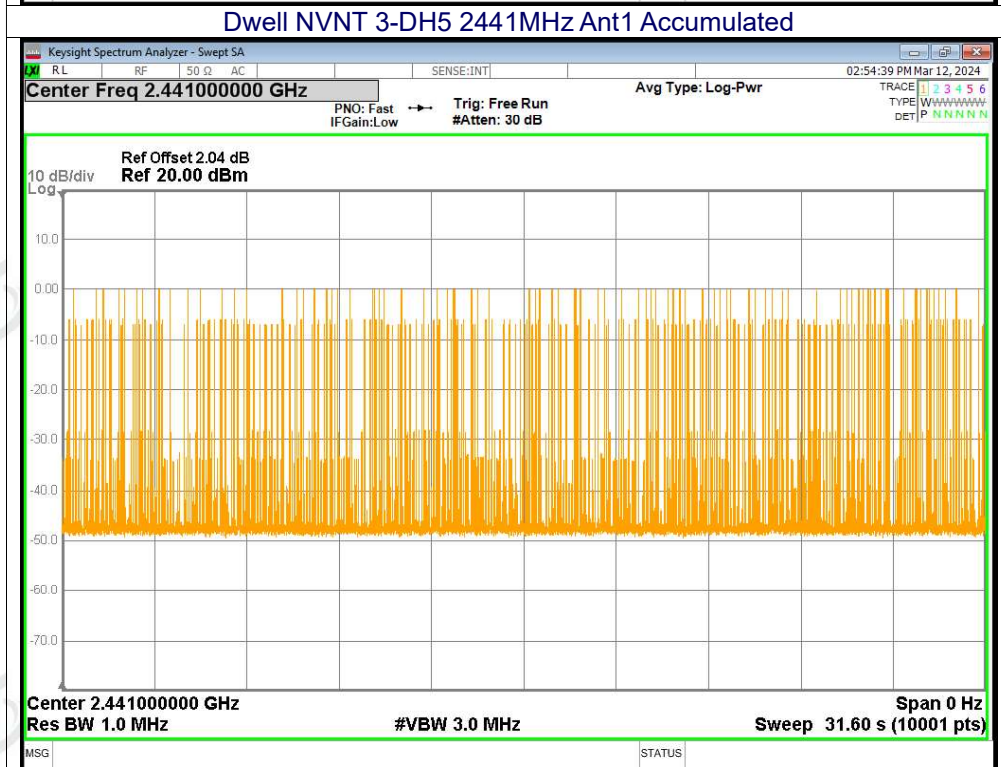 Dwell NVNT 3-DH5 2441MHz Ant1 Accumulated
Keysight Spectrum Analyzer - Swept SA
LXI RL RF 50 Ω AC SENSE:INT 02:54:39 PM Mar 12, 2024
Center Freq 2.441000000 GHz Avg Type: Log-Pwr TRACE 1 2 3 4 5 6
PNO: Fast Trig: Free Run TYPE WWWWWWW
IFGain:Low #Atten: 30 dB DET P N N N N N
Ref Offset 2.04 dB
10 dB/div Ref 20.00 dBm
Log
10.0
0.00
-10.0
-20.0
-30.0
-40.0
-50.0
-60.0
-70.0
Center 2.441000000 GHz Span 0 Hz
Res BW 1.0 MHz #VBW 3.0 MHz Sweep 31.60 s (10001 pts)
MSG STATUS